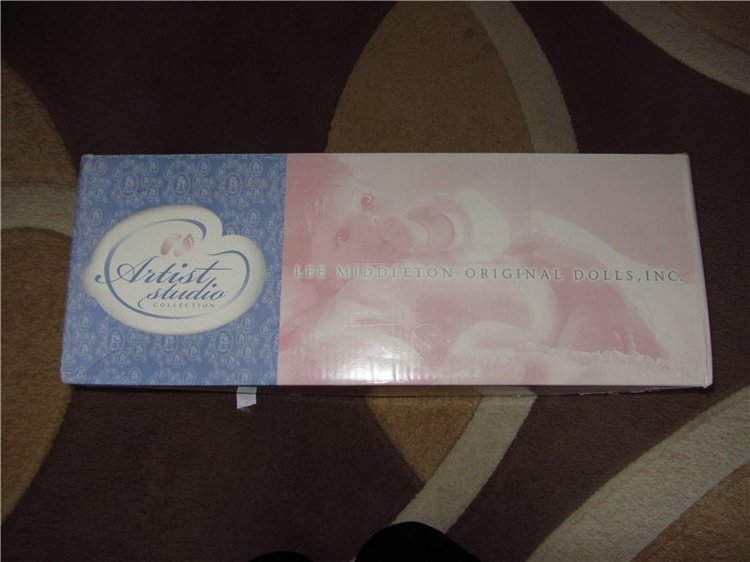 Artist
studio
COLLECTION
LEE MIDDLETON ORIGINAL DOLLS, INC.